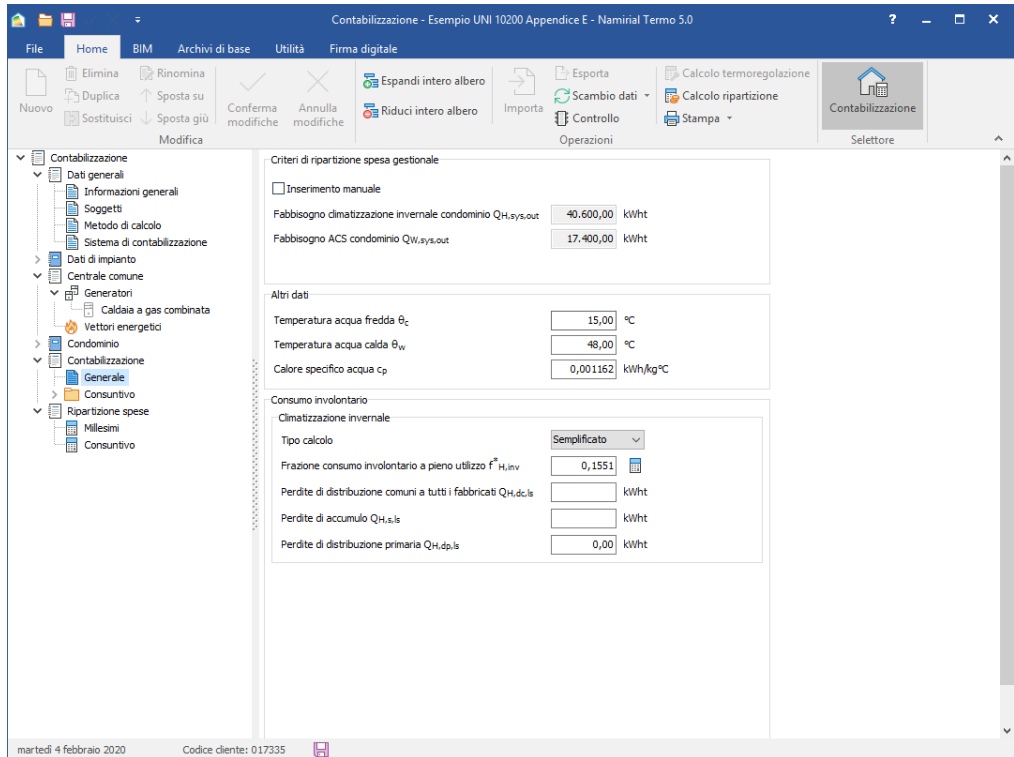 Contabilizzazione - Esempio UNI 10200 Appendice E - Namirial Termo 5.0
?
File Home BIM Archivi di base Utilità Firma digitale
Nuovo
Elimina
Duplica
Sostituisci
Rinomina
Sposta su
Sposta giù
Conferma
modifiche
Annulla
modifiche
Modifica
Espandi intero albero
Riduci intero albero
Importa
Esporta
Scambio dati
Controllo
Operazioni
Calcolo termoregolazione
Calcolo ripartizione
Stampa
Contabilizzazione
Selettore
Contabilizzazione
Dati generali
Informazioni generali
Soggetti
Metodo di calcolo
Sistema di contabilizzazione
Dati di impianto
Centrale comune
Generatori
Caldaia a gas combinata
Vettori energetici
Condominio
Contabilizzazione
Generale
Consuntivo
Ripartizione spese
Millesimi
Consuntivo
Criteri di ripartizione spesa gestionale
Inserimento manuale
Fabbisogno climatizzazione invernale condominio QH,sys,out 40.600,00 kWht
Fabbisogno ACS condominio QW,sys,out 17.400,00 kWht
Altri dati
Temperatura acqua fredda θc 15,00 °C
Temperatura acqua calda θw 48,00 °C
Calore specifico acqua cp 0,001162 kWh/kg°C
Consumo involontario
Climatizzazione invernale
Tipo calcolo Semplificato
Frazione consumo involontario a pieno utilizzo f*H,inv 0,1551
Perdite di distribuzione comuni a tutti i fabbricati QH,dc,ls kWht
Perdite di accumulo QH,s,ls kWht
Perdite di distribuzione primaria QH,dp,ls 0,00 kWht
martedì 4 febbraio 2020 Codice cliente: 017335